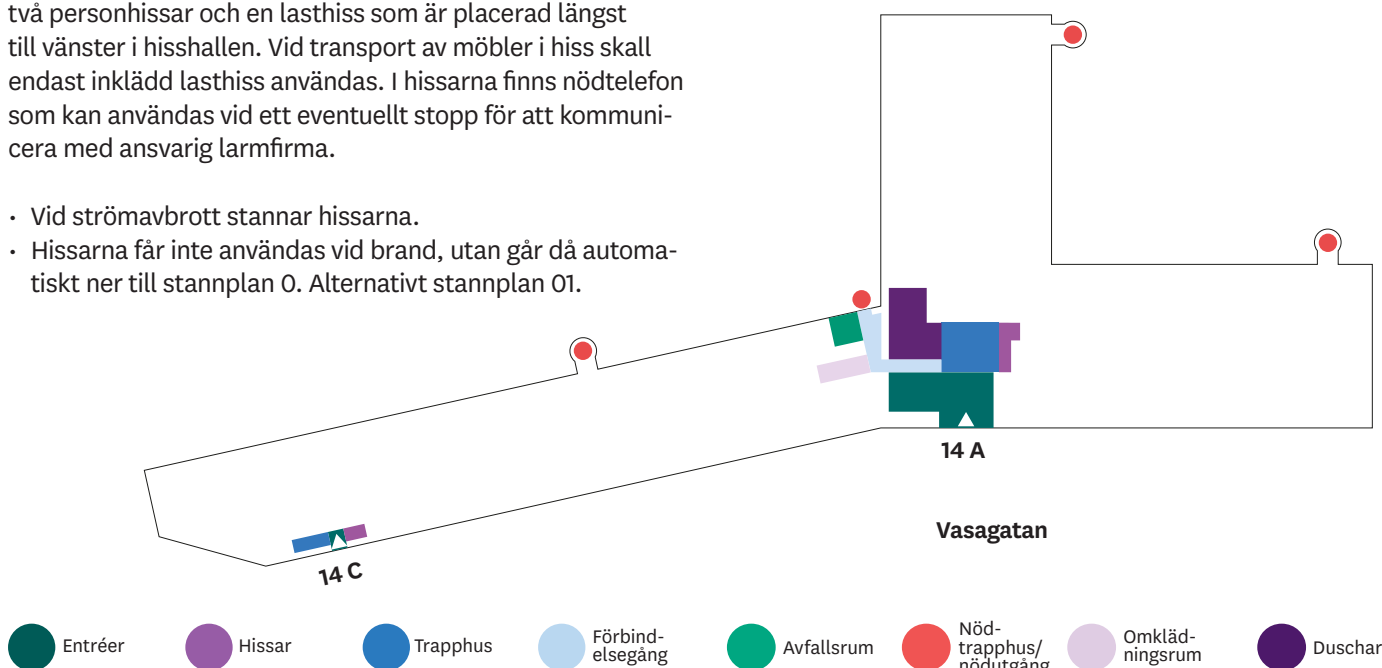 två personhissar och en lasthiss som är placerad längst
till vänster i hisshallen. Vid transport av möbler i hiss skall
endast inklädd lasthiss användas. I hissarna finns nödtelefon
som kan användas vid ett eventuellt stopp för att kommuni-
cera med ansvarig larmfirma.
• Vid strömavbrott stannar hissarna.
• Hissarna får inte användas vid brand, utan går då automa-
tiskt ner till stannplan 0. Alternativt stannplan 01.
14 A
Vasagatan
14 C
Entréer
Hissar
Trapphus
Förbind-
elsegång
Avfallsrum
Nöd-
trapphus/
nödutgång
Omkläd-
ningsrum
Duschar